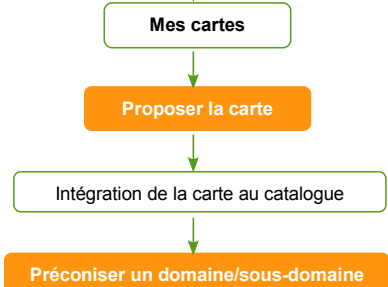 Mes cartes
Proposer la carte
Intégration de la carte au catalogue
Préconiser un domaine/sous-domaine